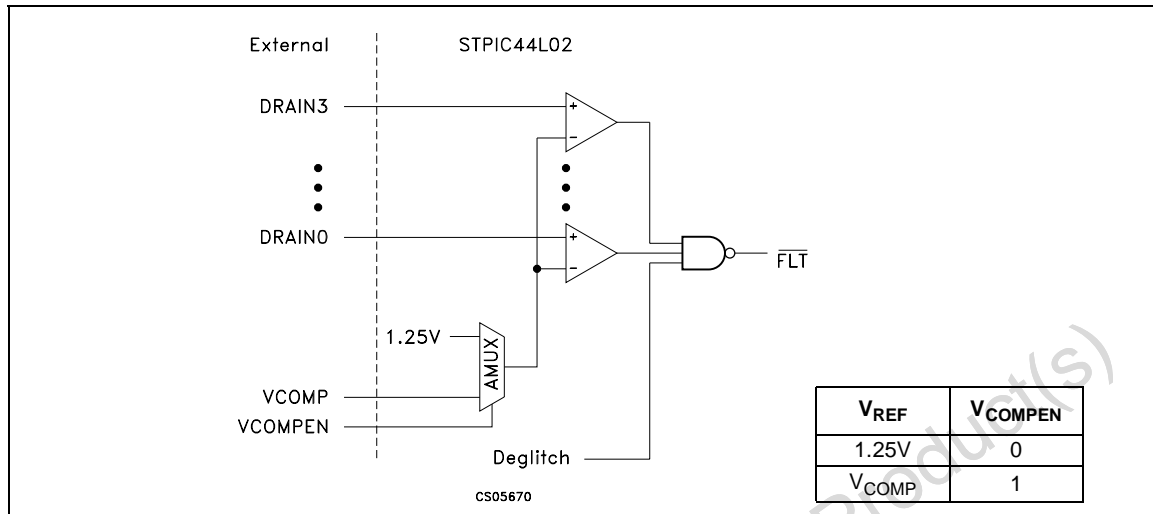 External STPIC44L02
DRAIN3
+
−
DRAIN0
+
−
FLT
1.25V
AMUX
VCOMP
VCOMPEN
Deglitch
CS05670
VREF VCOMPEN
1.25V 0
VCOMP 1
Product(s)